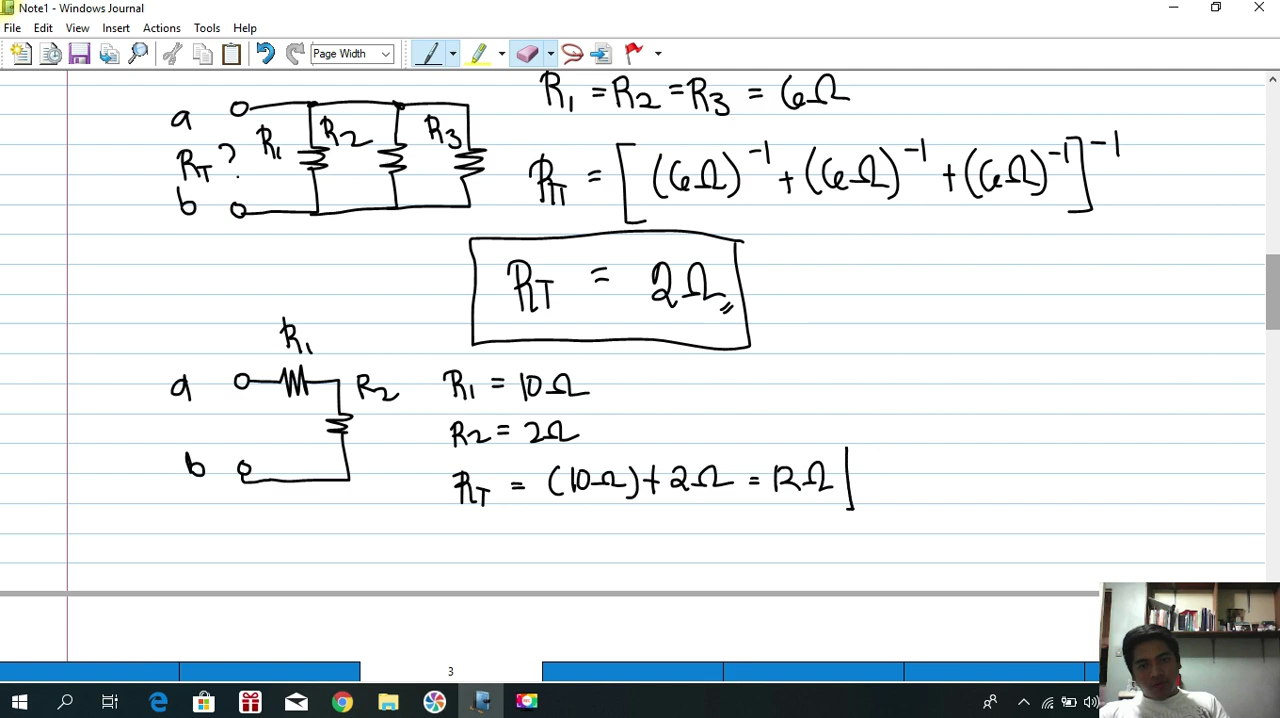 Note1 - Windows Journal
File Edit View Insert Actions Tools Help
Page Width
R1 = R2 = R3 = 6Ω
a
R1 R2 R3
RT ?
b
RT = [(6Ω)⁻¹ + (6Ω)⁻¹ + (6Ω)⁻¹]⁻¹
RT = 2Ω
R1
a R2
b
R1 = 10Ω
R2 = 2Ω
RT = (10Ω) + 2Ω = 12Ω
3